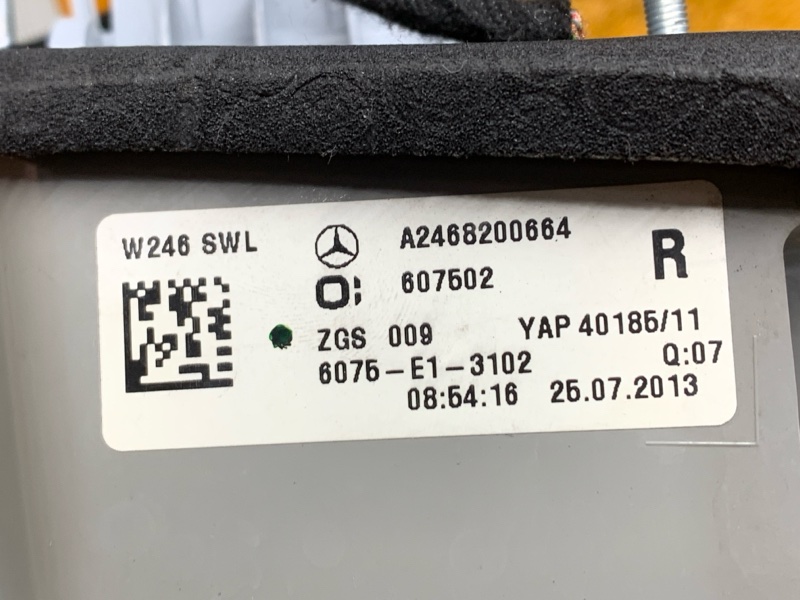 W246 SWL A2468200664
607502 R
ZGS 009 YAP 40185/11
6075-E1-3102 Q:07
08:54:16 25.07.2013